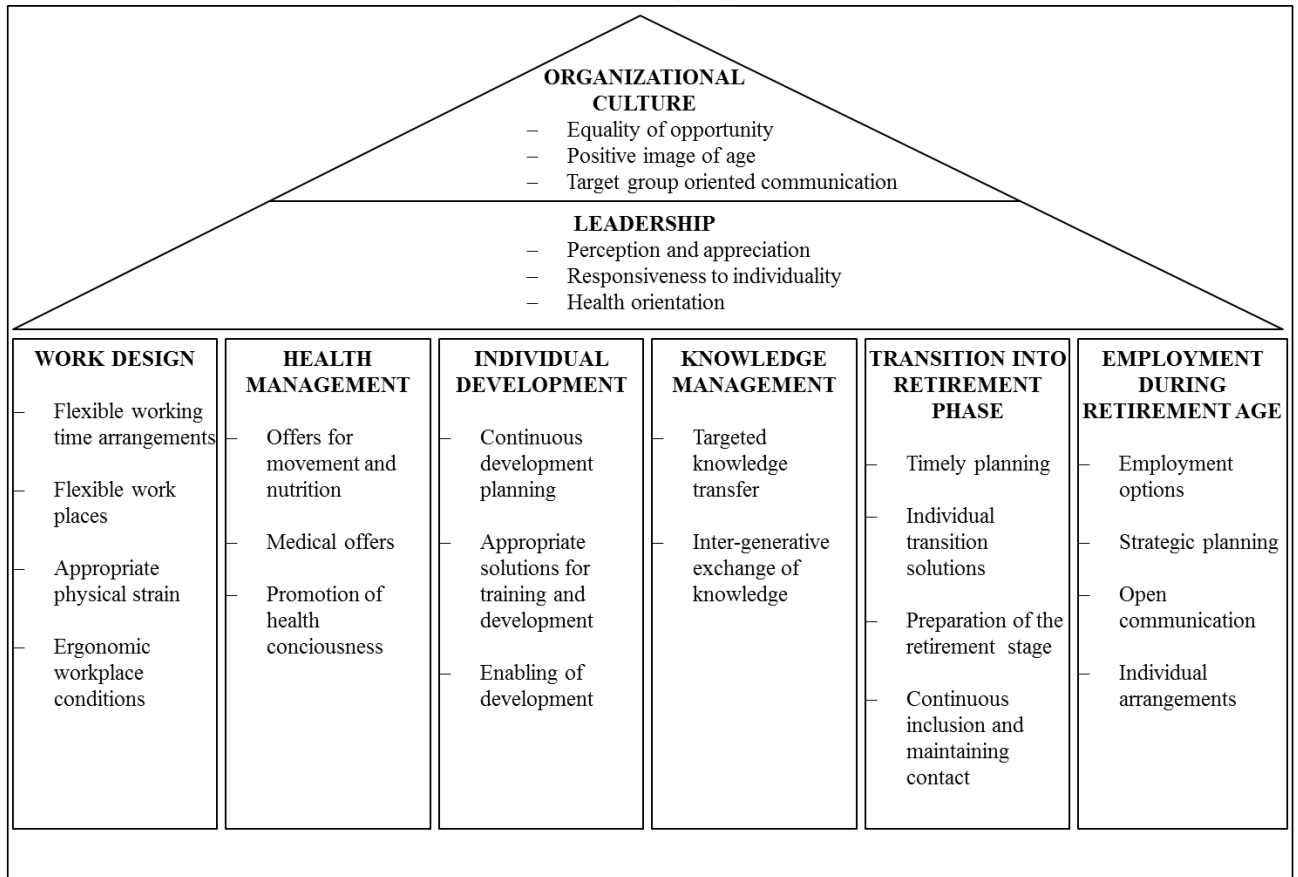 ORGANIZATIONAL
CULTURE
– Equality of opportunity
– Positive image of age
– Target group oriented communication
LEADERSHIP
– Perception and appreciation
– Responsiveness to individuality
– Health orientation
WORK DESIGN
– Flexible working
time arrangements
– Flexible work
places
– Appropriate
physical strain
– Ergonomic
workplace
conditions
HEALTH
MANAGEMENT
– Offers for
movement and
nutrition
– Medical offers
– Promotion of
health
conciousness
INDIVIDUAL
DEVELOPMENT
– Continuous
development
planning
– Appropriate
solutions for
training and
development
– Enabling of
development
KNOWLEDGE
MANAGEMENT
– Targeted
knowledge
transfer
– Inter-generative
exchange of
knowledge
TRANSITION INTO
RETIREMENT
PHASE
– Timely planning
– Individual
transition
solutions
– Preparation of the
retirement stage
– Continuous
inclusion and
maintaining
contact
EMPLOYMENT
DURING
RETIREMENT AGE
– Employment
options
– Strategic planning
– Open
communication
– Individual
arrangements